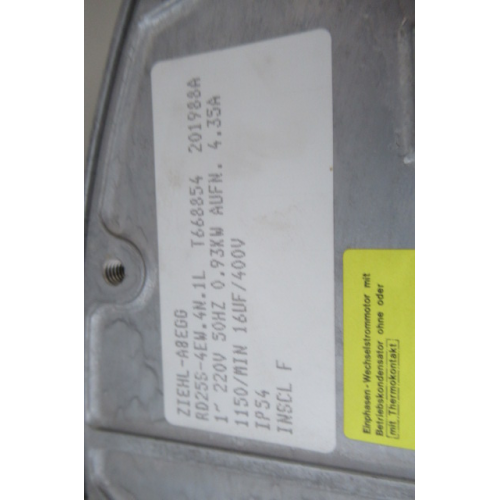 ZIEHL-ABEGG
RD25S-4EW.4N.1L T668854 201988A
1~ 220V 50HZ 0.93KW AUFN. 4.35A
1150/MIN 16UF/400V
IP54
INSCL F
Einphasen-Wechselstrommotor mit
Betriebskondensator ohne oder
mit Thermokontakt